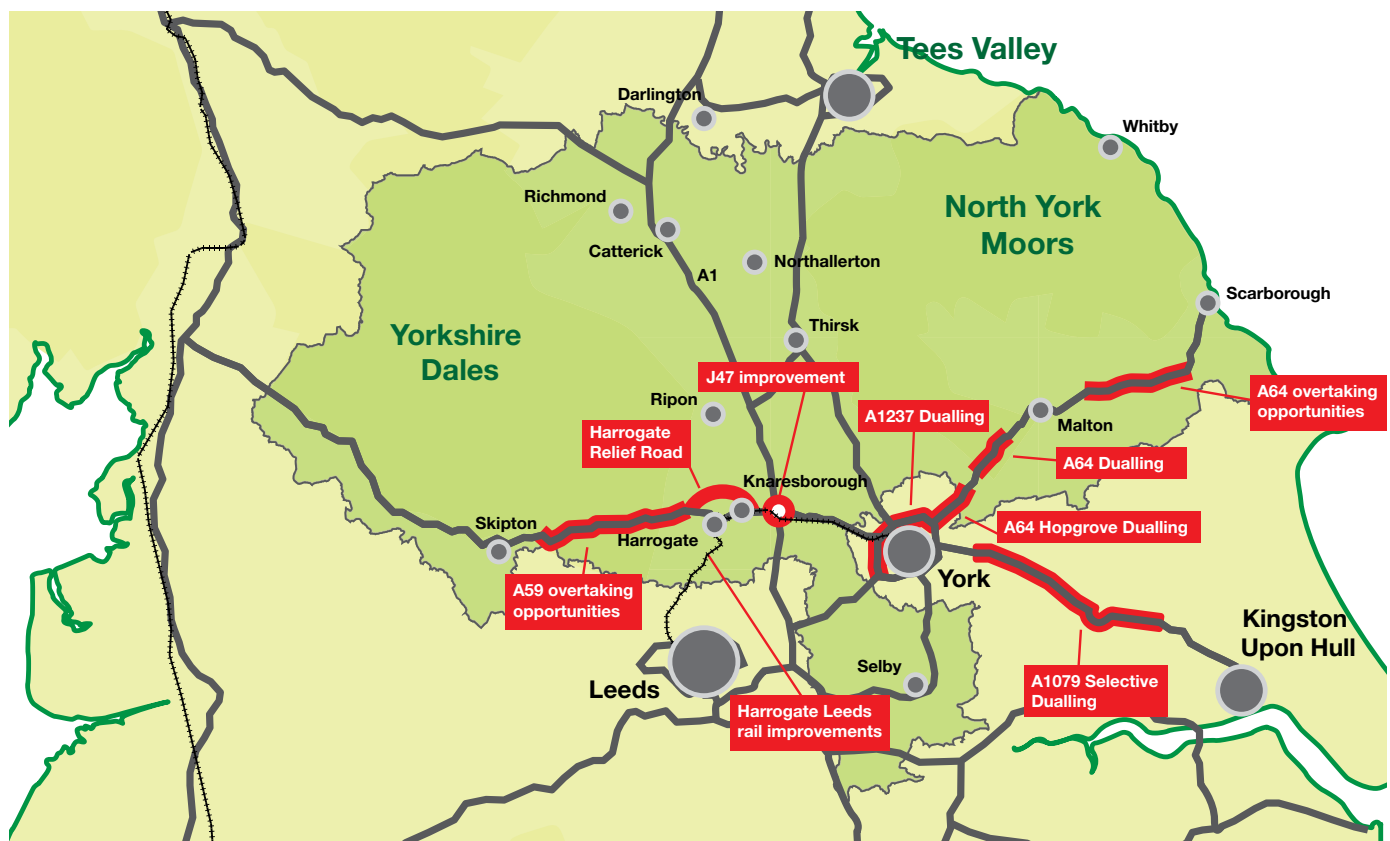 Tees Valley
Darlington
Whitby
Richmond
North York
Moors
Catterick
Northallerton
A1
Scarborough
Thirsk
Yorkshire
Dales
J47 improvement
A64 overtaking
opportunities
Ripon
A1237 Dualling
Malton
Harrogate
Relief Road
A64 Dualling
Knaresborough
Skipton
Harrogate
A64 Hopgrove Dualling
A59 overtaking
opportunities
York
Kingston
Upon Hull
Selby
A1079 Selective
Dualling
Leeds
Harrogate Leeds
rail improvements